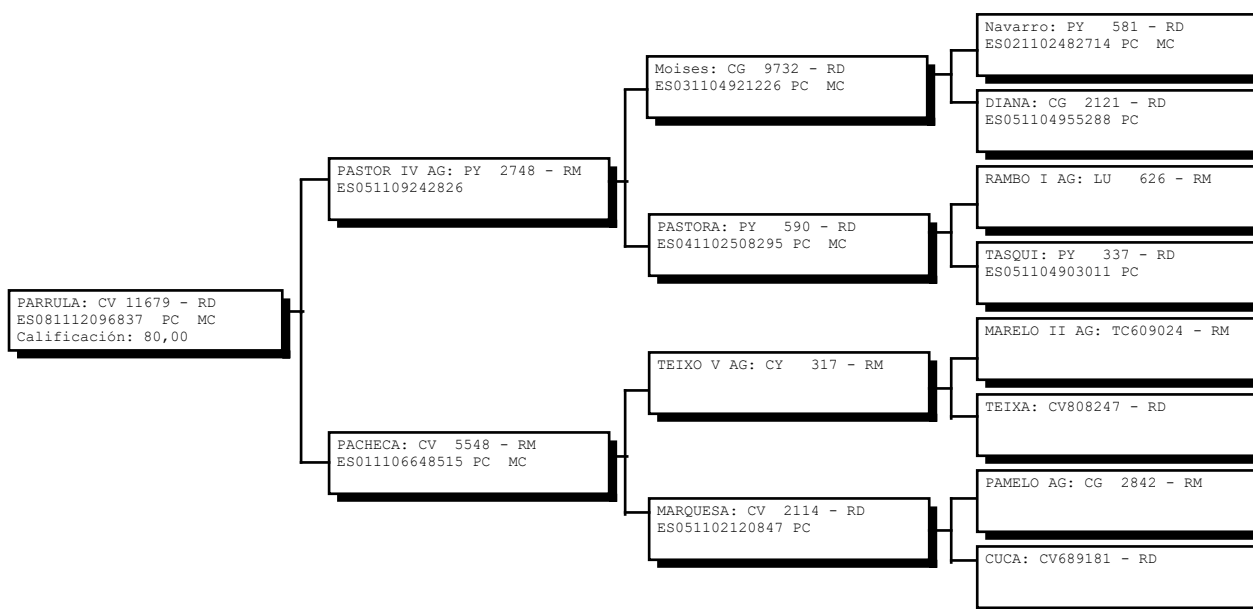 PARRULA: CV 11679 - RD
ES081112096837 PC MC
Calificación: 80,00
PASTOR IV AG: PY 2748 - RM
ES051109242826
PACHECA: CV 5548 - RM
ES011106648515 PC MC
Moises: CG 9732 - RD
ES031104921226 PC MC
PASTORA: PY 590 - RD
ES041102508295 PC MC
TEIXO V AG: CY 317 - RM
MARQUESA: CV 2114 - RD
ES051102120847 PC
Navarro: PY 581 - RD
ES021102482714 PC MC
DIANA: CG 2121 - RD
ES051104955288 PC
RAMBO I AG: LU 626 - RM
TASQUI: PY 337 - RD
ES051104903011 PC
MARELO II AG: TC609024 - RM
TEIXA: CV808247 - RD
PAMELO AG: CG 2842 - RM
CUCA: CV689181 - RD